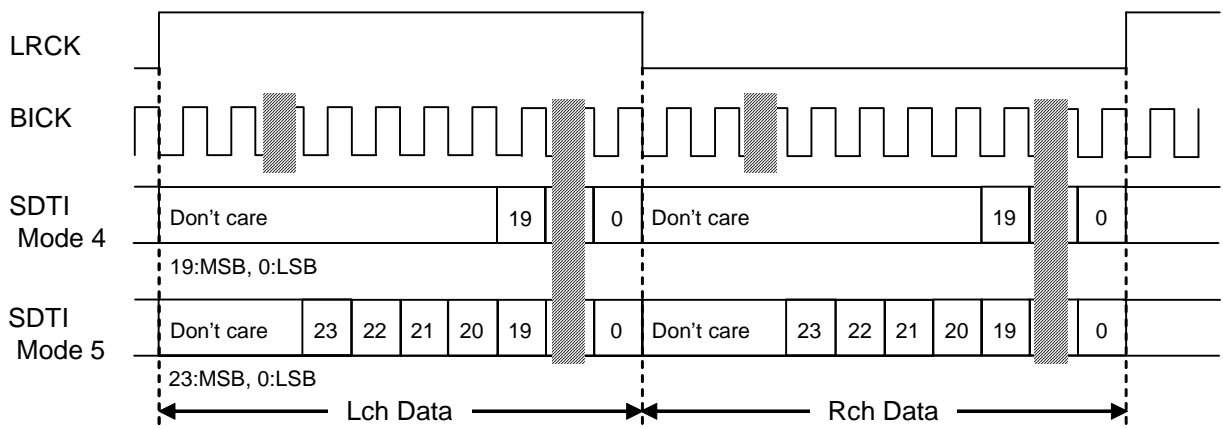 LRCK
BICK
SDTI
Mode 4
Don't care 19 0 Don't care 19 0
19:MSB, 0:LSB
SDTI
Mode 5
Don't care 23 22 21 20 19 0 Don't care 23 22 21 20 19 0
23:MSB, 0:LSB
Lch Data Rch Data